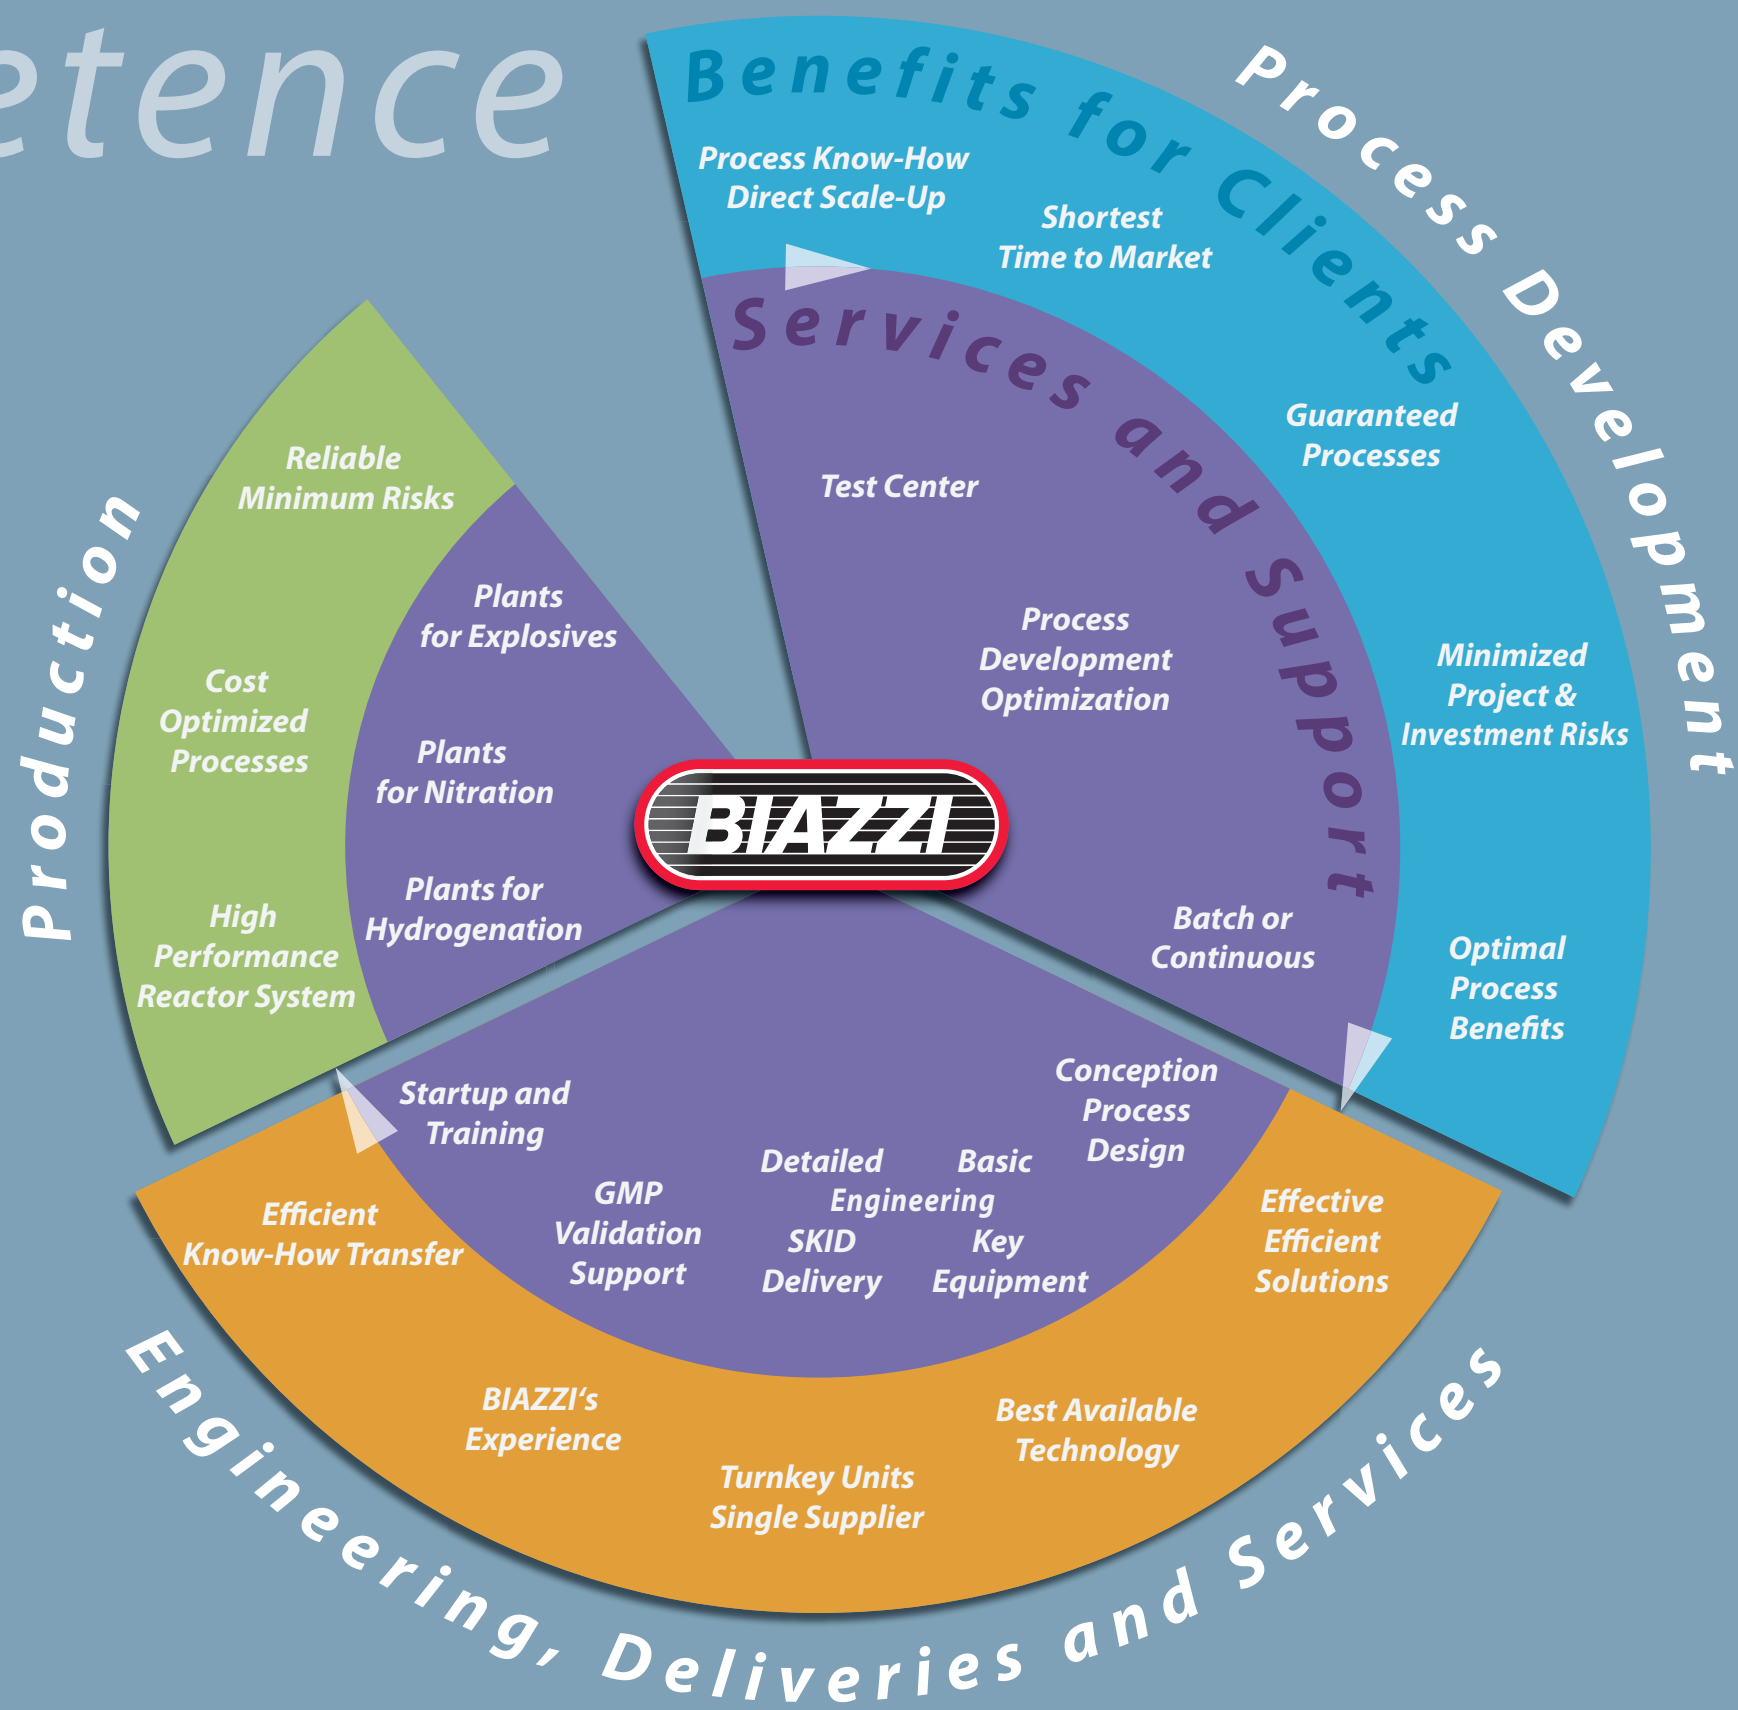 etence
Process Development
Benefits for Clients
Process Know-How
Direct Scale-Up
Shortest
Time to Market
Guaranteed
Processes
Minimized
Project &
Investment Risks
Optimal
Process
Benefits
Services and Support
Test Center
Process
Development
Optimization
Batch or
Continuous
BIAZZI
Engineering, Deliveries and Services
Conception
Process
Design
Detailed Basic
Engineering
SKID Key
Delivery Equipment
GMP
Validation
Support
Startup and
Training
Effective
Efficient
Solutions
Best Available
Technology
Turnkey Units
Single Supplier
BIAZZI‘s
Experience
Efficient
Know-How Transfer
Production
Reliable
Minimum Risks
Cost
Optimized
Processes
High
Performance
Reactor System
Plants
for Explosives
Plants
for Nitration
Plants for
Hydrogenation